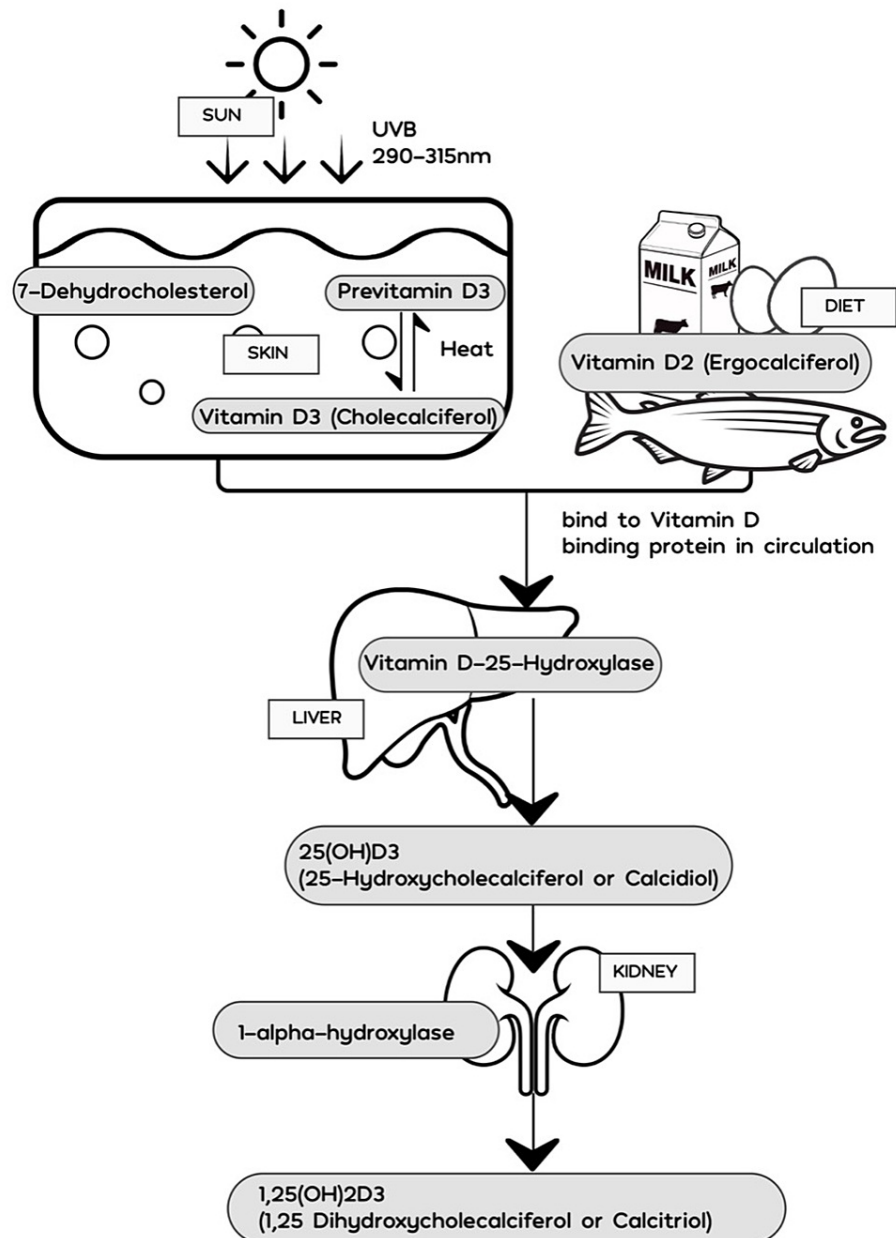 SUN
UVB
290–315nm
7–Dehydrocholesterol
Previtamin D3
SKIN
Heat
Vitamin D3 (Cholecalciferol)
MILK
MILK
DIET
Vitamin D2 (Ergocalciferol)
bind to Vitamin D
binding protein in circulation
Vitamin D–25–Hydroxylase
LIVER
25(OH)D3
(25–Hydroxycholecalciferol or Calcidiol)
KIDNEY
1–alpha–hydroxylase
1,25(OH)2D3
(1,25 Dihydroxycholecalciferol or Calcitriol)